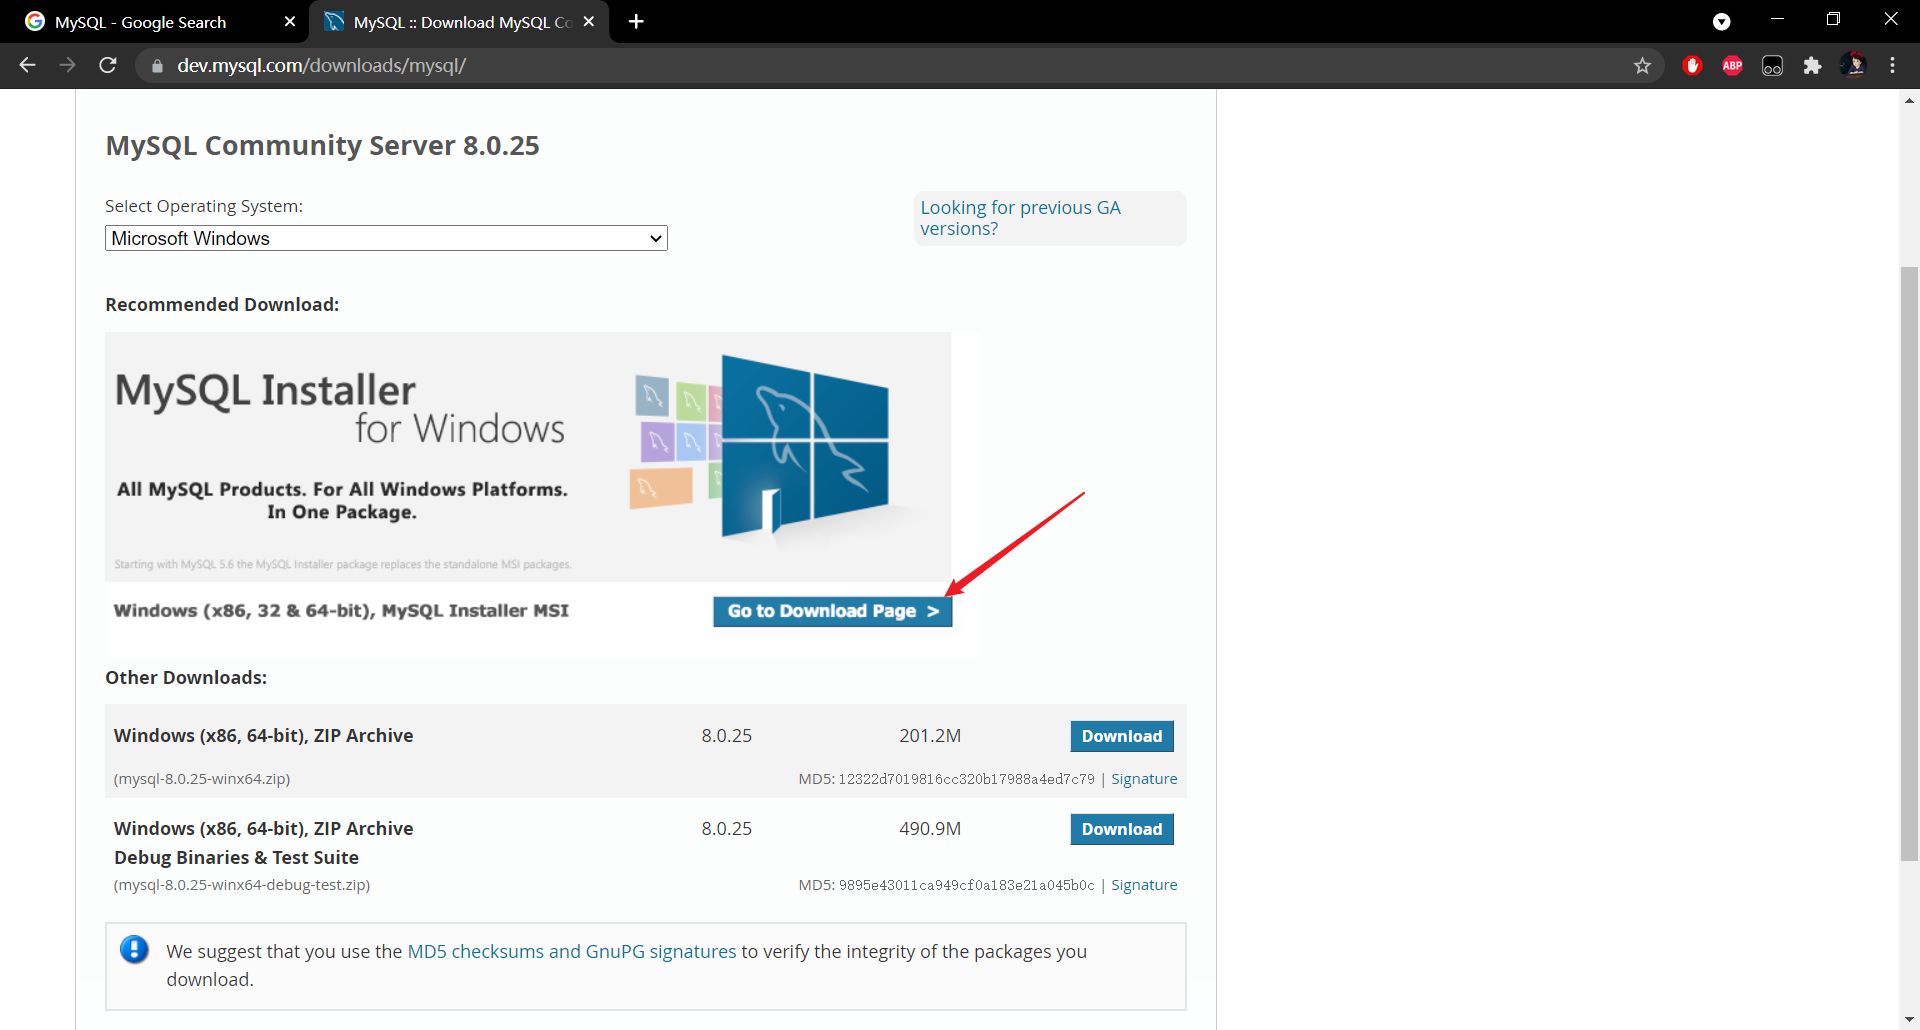 MySQL - Google Search
MySQL :: Download MySQL Co
dev.mysql.com/downloads/mysql/
ABP
MySQL Community Server 8.0.25
Select Operating System:
Microsoft Windows
Looking for previous GA
versions?
Recommended Download:
MySQL Installer
for Windows
All MySQL Products. For All Windows Platforms.
In One Package.
Starting with MySQL 5.6 the MySQL Installer package replaces the standalone MSI packages.
Windows (x86, 32 & 64-bit), MySQL Installer MSI
Go to Download Page >
Other Downloads:
Windows (x86, 64-bit), ZIP Archive 8.0.25 201.2M Download
(mysql-8.0.25-winx64.zip) MD5: 12322d7019816cc320b17988a4ed7c79 | Signature
Windows (x86, 64-bit), ZIP Archive 8.0.25 490.9M Download
Debug Binaries & Test Suite
(mysql-8.0.25-winx64-debug-test.zip) MD5: 9895e43011ca949cf0a183e21a045b0c | Signature
We suggest that you use the MD5 checksums and GnuPG signatures to verify the integrity of the packages you
download.